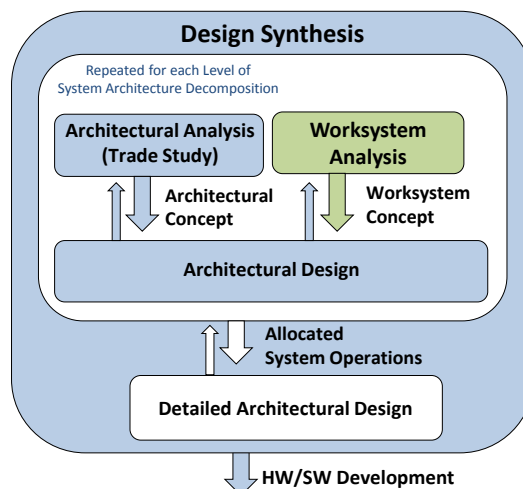 Design Synthesis
Repeated for each Level of
System Architecture Decomposition
Architectural Analysis
(Trade Study)
Worksystem
Analysis
Architectural
Concept
Worksystem
Concept
Architectural Design
Allocated
System Operations
Detailed Architectural Design
HW/SW Development